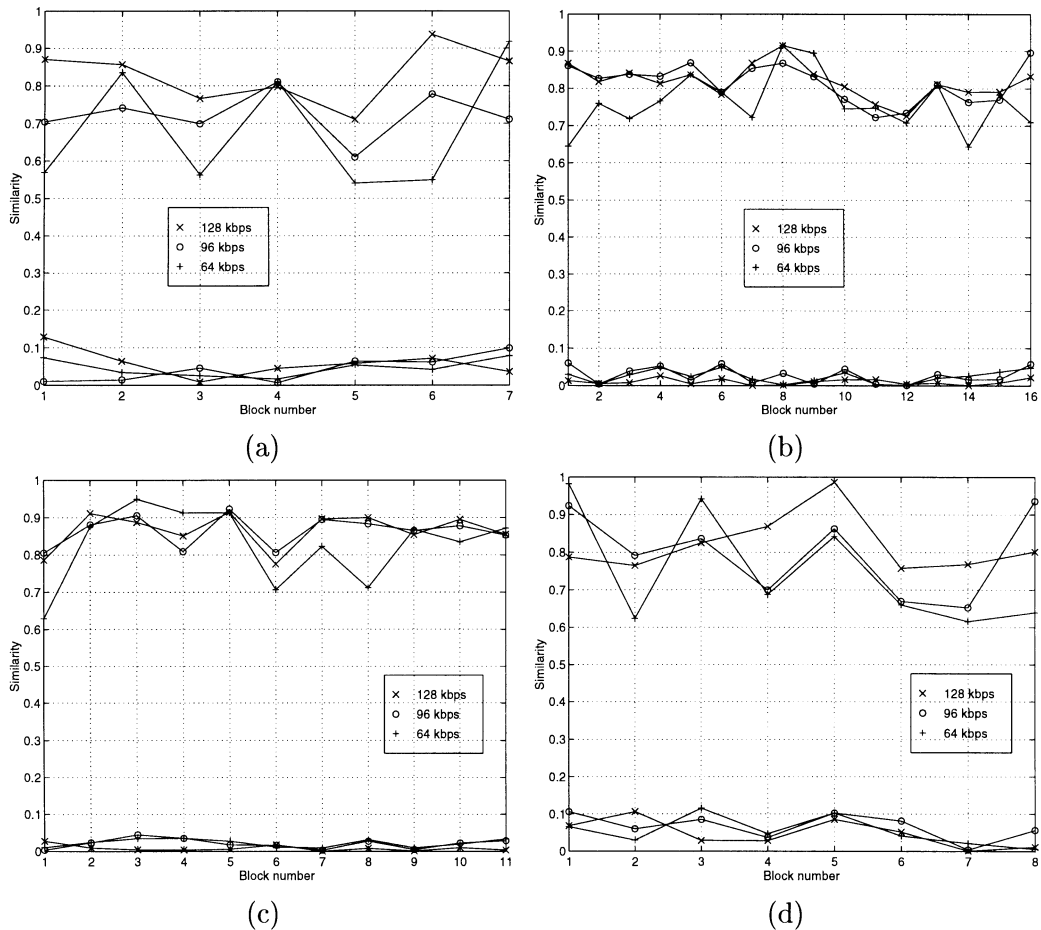 1
0.9
0.8
0.7
0.6
0.5
0.4
0.3
0.2
0.1
0
Similarity
128 kbps
96 kbps
64 kbps
1 2 3 4 5 6 7
Block number
(a)
1
0.9
0.8
0.7
0.6
0.5
0.4
0.3
0.2
0.1
0
Similarity
128 kbps
96 kbps
64 kbps
2 4 6 8 10 12 14 16
Block number
(b)
1
0.9
0.8
0.7
0.6
0.5
0.4
0.3
0.2
0.1
0
Similarity
128 kbps
96 kbps
64 kbps
1 2 3 4 5 6 7 8 9 10 11
Block number
(c)
1
0.9
0.8
0.7
0.6
0.5
0.4
0.3
0.2
0.1
0
Similarity
128 kbps
96 kbps
64 kbps
1 2 3 4 5 6 7 8
Block number
(d)